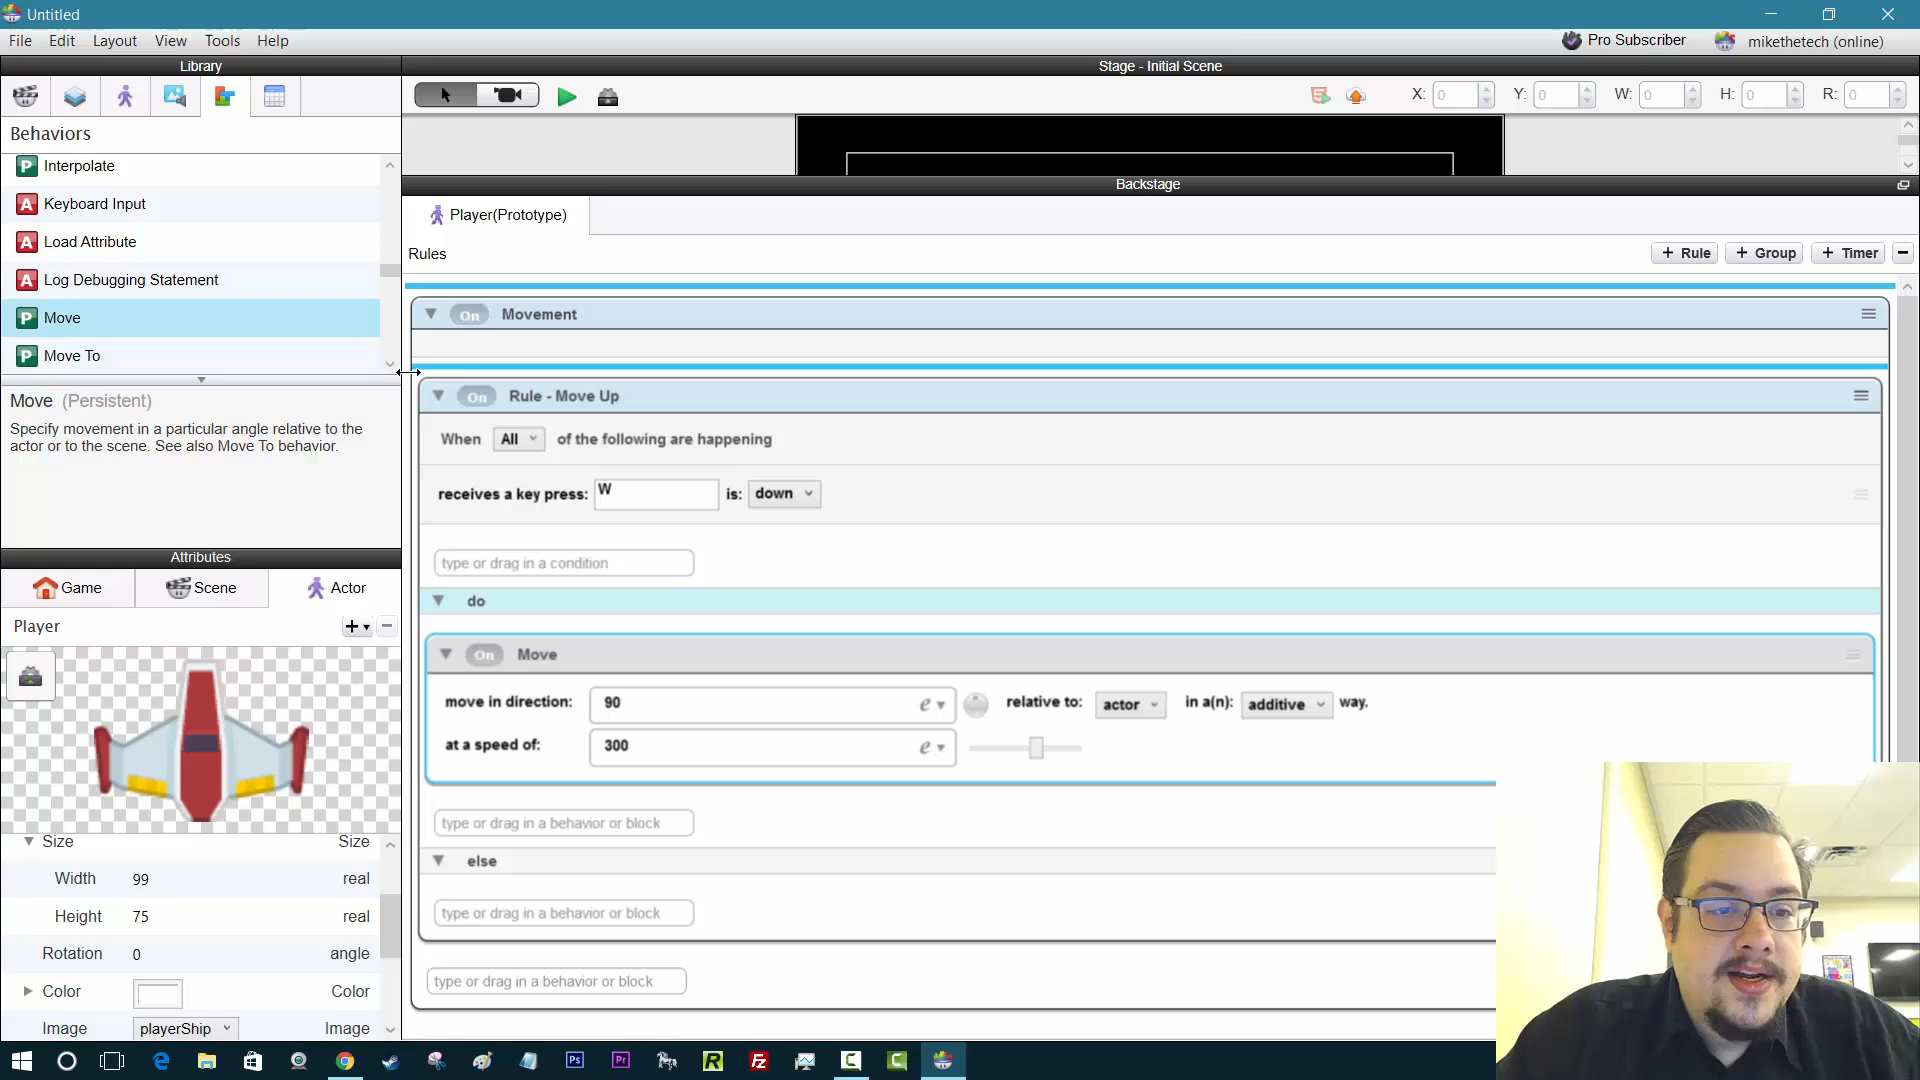 Untitled
File Edit Layout View Tools Help
Pro Subscriber mikethetech (online)
Library
Stage - Initial Scene
X: 0 Y: 0 W: 0 H: 0 R: 0
Behaviors
P Interpolate
A Keyboard Input
A Load Attribute
A Log Debugging Statement
P Move
P Move To
Move (Persistent)
Specify movement in a particular angle relative to the
actor or to the scene. See also Move To behavior.
Attributes
Game Scene Actor
Player
Size Size
Width 99 real
Height 75 real
Rotation 0 angle
Color Color
Image playerShip Image
Backstage
Player(Prototype)
Rules + Rule + Group + Timer
On Movement
On Rule - Move Up
When All of the following are happening
receives a key press: W is: down
type or drag in a condition
do
On Move
move in direction: 90 e relative to: actor in a(n): additive way.
at a speed of: 300 e
type or drag in a behavior or block
else
type or drag in a behavior or block
type or drag in a behavior or block
e Ps Pr R Fz C C